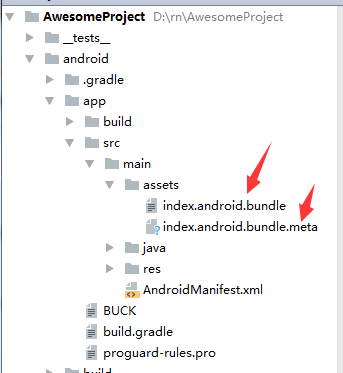 AwesomeProject D:\rn\AwesomeProject
__tests__
android
.gradle
app
build
src
main
assets
index.android.bundle
index.android.bundle.meta
java
res
AndroidManifest.xml
BUCK
build.gradle
proguard-rules.pro
build